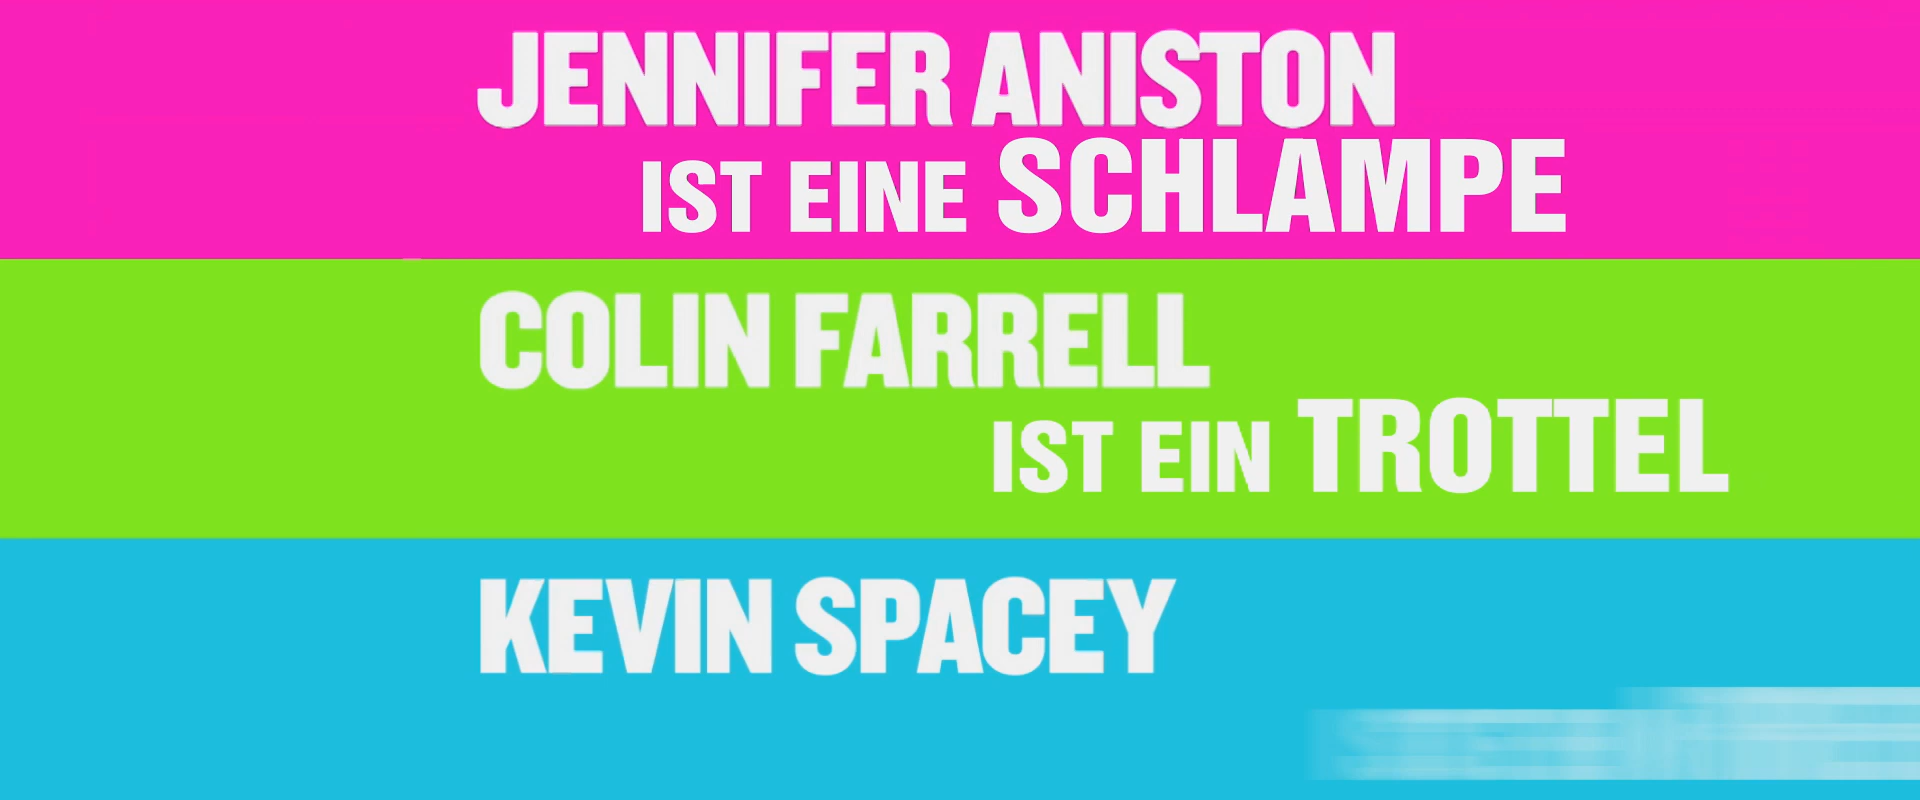 JENNIFER ANISTON
IST EINE SCHLAMPE
COLIN FARRELL
IST EIN TROTTEL
KEVIN SPACEY